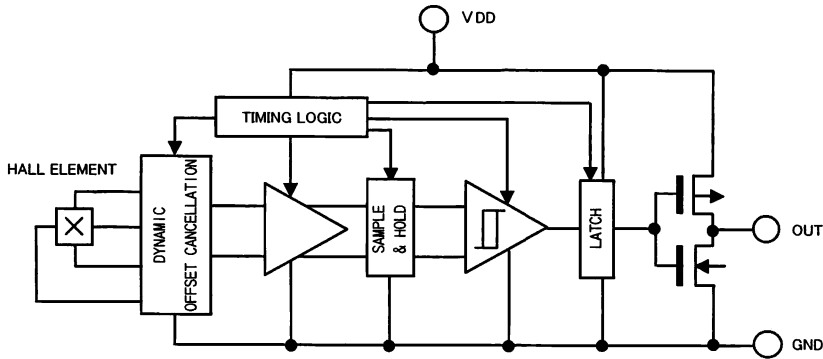 VDD
TIMING LOGIC
HALL ELEMENT
DYNAMIC
OFFSET CANCELLATION
SAMPLE
& HOLD
LATCH
OUT
GND